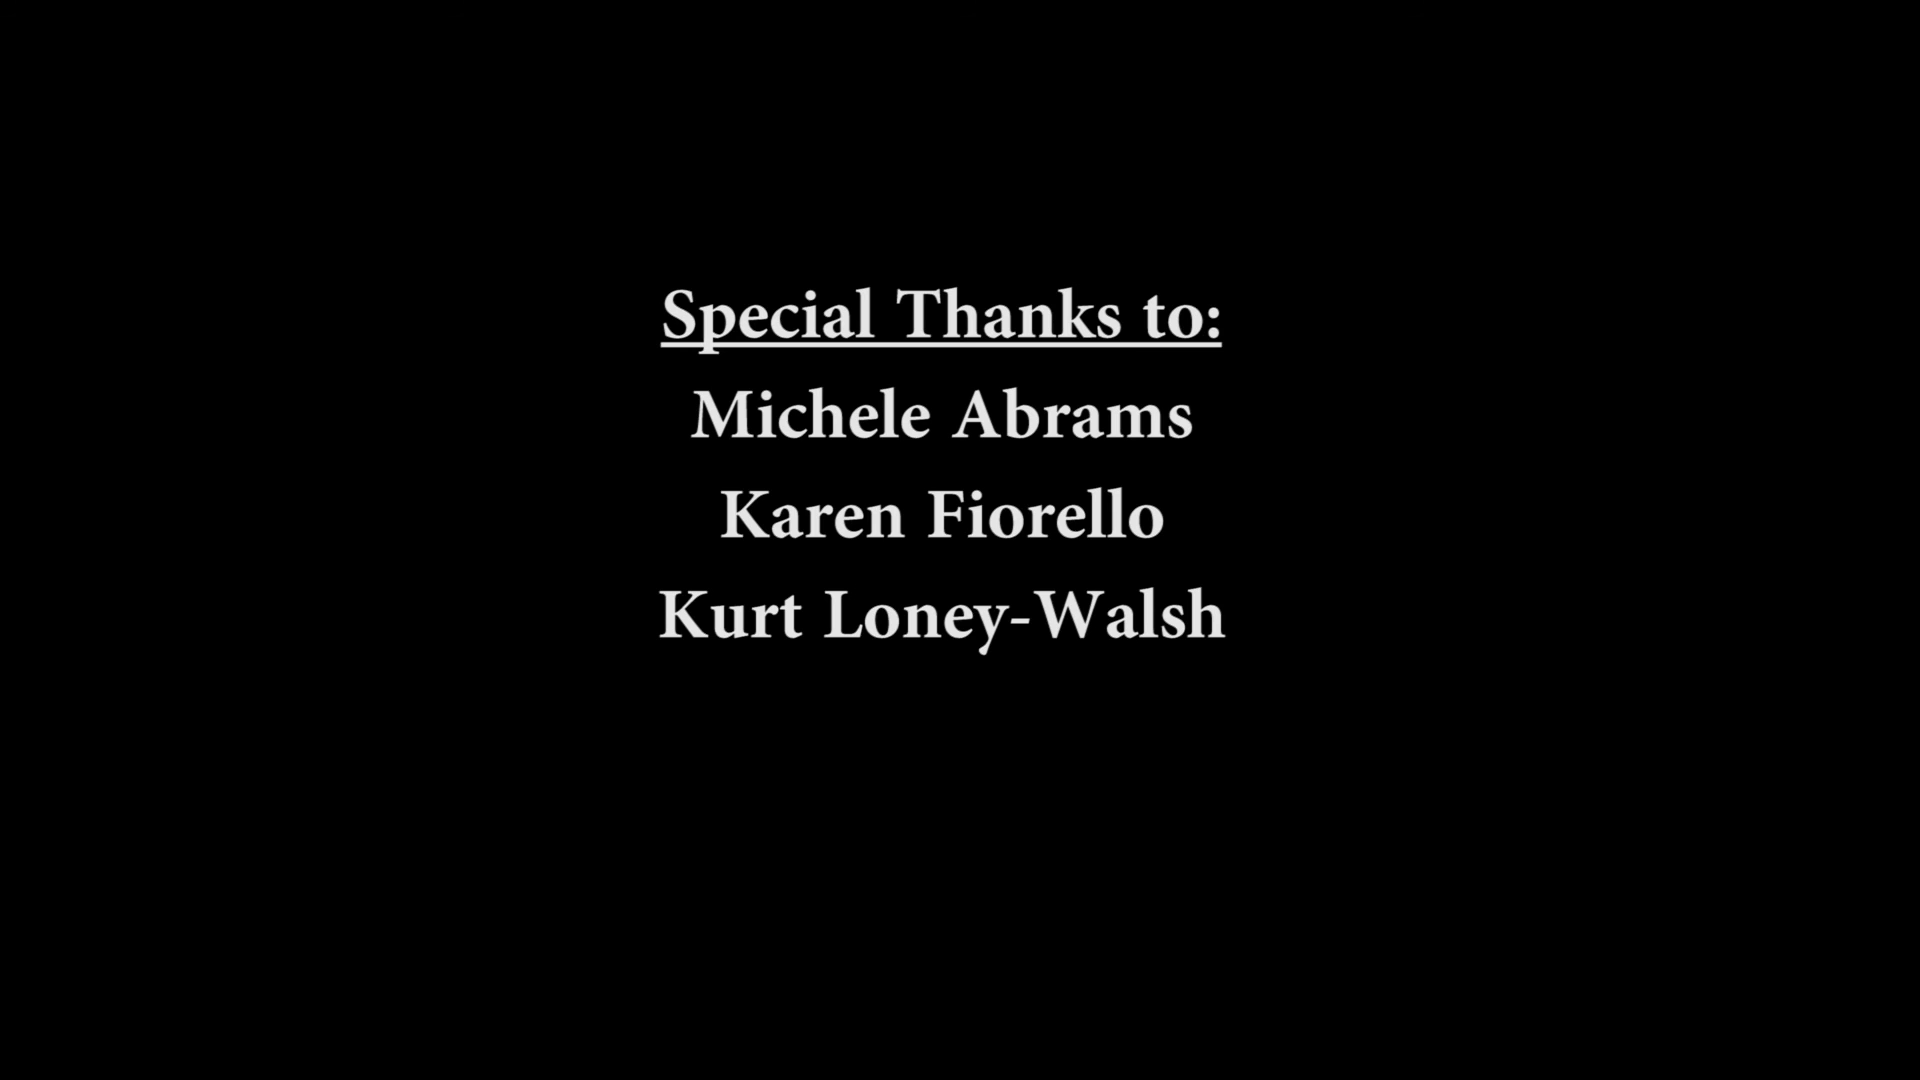 Special Thanks to:
Michele Abrams
Karen Fiorello
Kurt Loney-Walsh